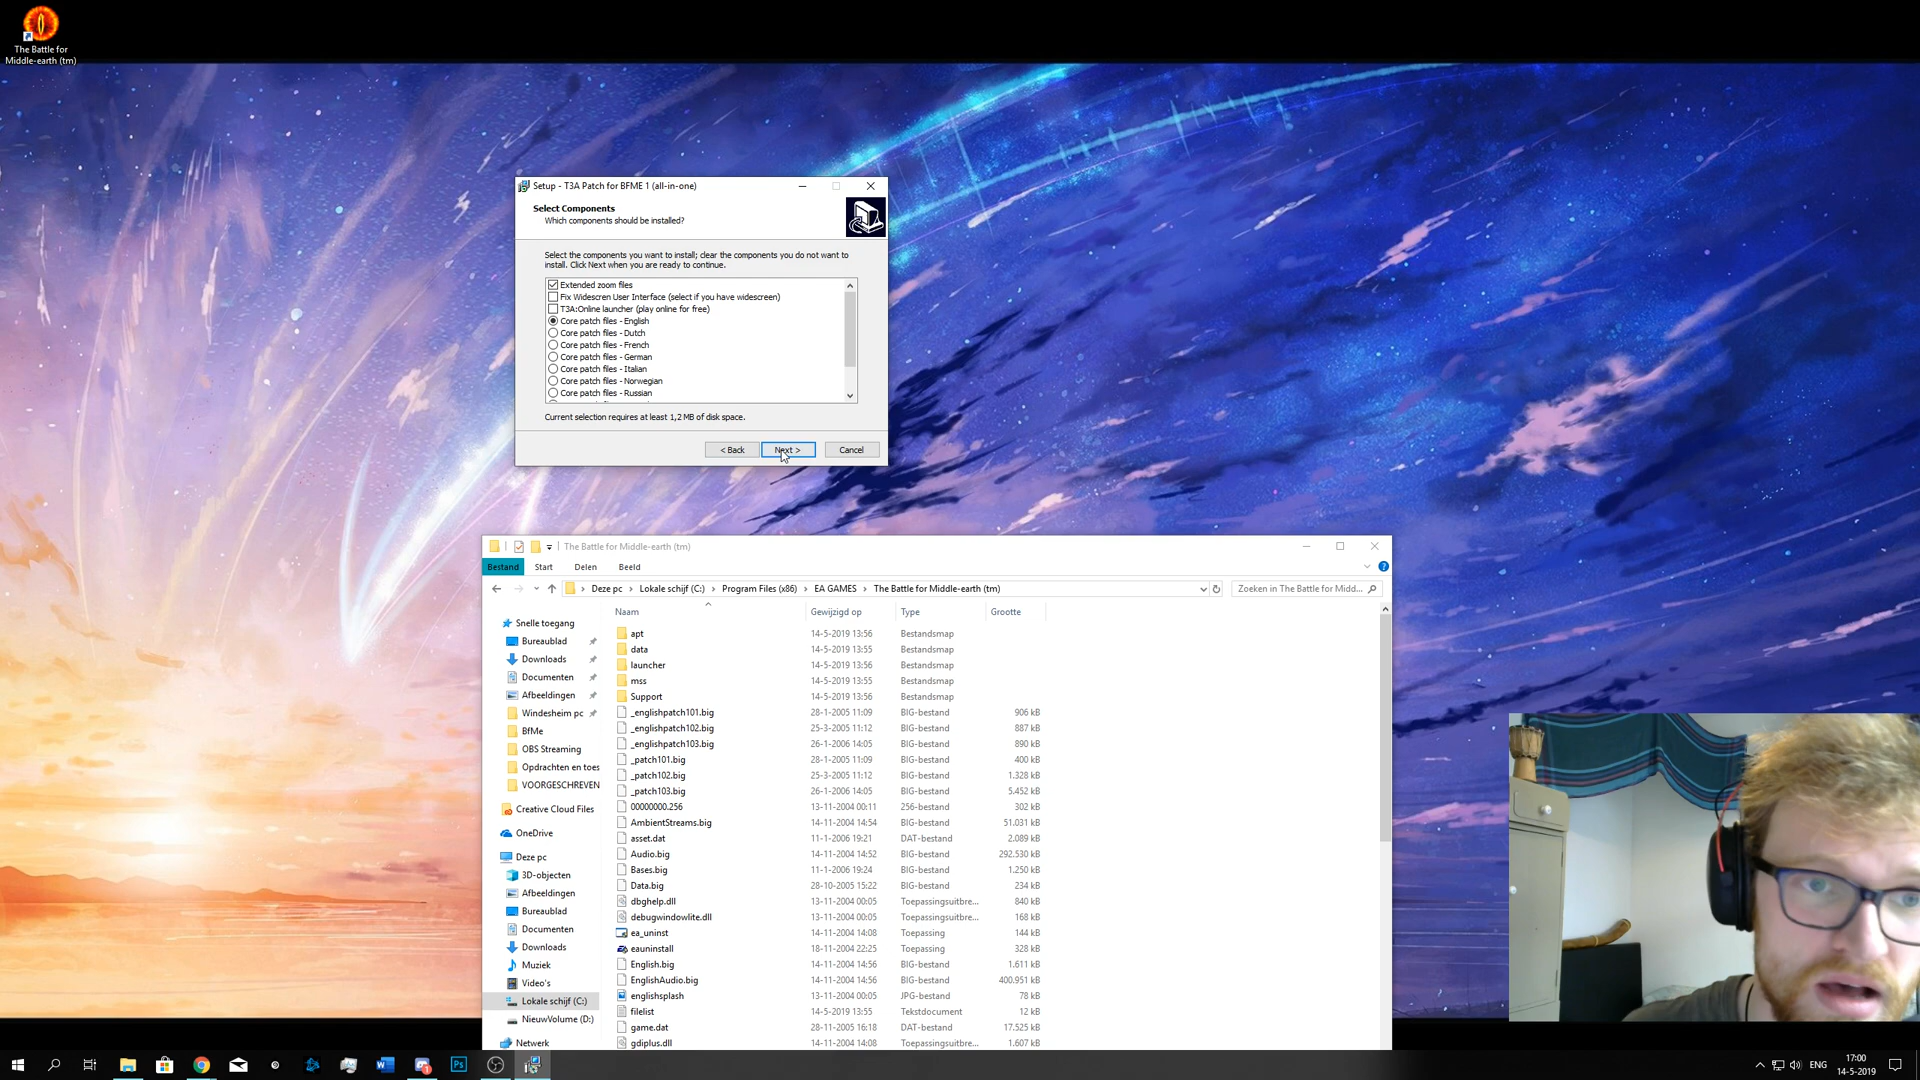 The Battle for
Middle-earth (tm)
Setup - T3A Patch for BFME 1 (all-in-one)
Select Components
Which components should be installed?
Select the components you want to install; clear the components you do not want to
install. Click Next when you are ready to continue.
Extended zoom files
Fix Widescren User Interface (select if you have widescreen)
T3A:Online launcher (play online for free)
Core patch files - English
Core patch files - Dutch
Core patch files - French
Core patch files - German
Core patch files - Italian
Core patch files - Norwegian
Core patch files - Russian
Current selection requires at least 1,2 MB of disk space.
< Back Next > Cancel
The Battle for Middle-earth (tm)
Bestand Start Delen Beeld
Deze pc > Lokale schijf (C:) > Program Files (x86) > EA GAMES > The Battle for Middle-earth (tm)
Zoeken in The Battle for Midd...
Naam Gewijzigd op Type Grootte
Snelle toegang
Bureaublad
Downloads
Documenten
Afbeeldingen
Windesheim pc
BfMe
OBS Streaming
Opdrachten en toes
VOORGESCHREVEN
Creative Cloud Files
OneDrive
Deze pc
3D-objecten
Afbeeldingen
Bureaublad
Documenten
Downloads
Muziek
Video's
Lokale schijf (C:)
NieuwVolume (D:)
Netwerk
apt 14-5-2019 13:56 Bestandsmap
data 14-5-2019 13:55 Bestandsmap
launcher 14-5-2019 13:56 Bestandsmap
mss 14-5-2019 13:55 Bestandsmap
Support 14-5-2019 13:56 Bestandsmap
_englishpatch101.big 28-1-2005 11:09 BIG-bestand 906 kB
_englishpatch102.big 25-3-2005 11:12 BIG-bestand 887 kB
_englishpatch103.big 26-1-2006 14:05 BIG-bestand 890 kB
_patch101.big 28-1-2005 11:09 BIG-bestand 400 kB
_patch102.big 25-3-2005 11:12 BIG-bestand 1.328 kB
_patch103.big 26-1-2006 14:05 BIG-bestand 5.452 kB
00000000.256 13-11-2004 00:11 256-bestand 302 kB
AmbientStreams.big 14-11-2004 14:54 BIG-bestand 51.031 kB
asset.dat 11-1-2006 19:21 DAT-bestand 2.089 kB
Audio.big 14-11-2004 14:52 BIG-bestand 292.530 kB
Bases.big 11-1-2006 19:24 BIG-bestand 1.250 kB
Data.big 28-10-2005 15:22 BIG-bestand 234 kB
dbghelp.dll 13-11-2004 00:05 Toepassingsuitbre... 840 kB
debugwindowlite.dll 13-11-2004 00:05 Toepassingsuitbre... 168 kB
ea_uninst 14-11-2004 14:08 Toepassing 144 kB
eauninstall 18-11-2004 22:25 Toepassing 328 kB
English.big 14-11-2004 14:56 BIG-bestand 1.611 kB
EnglishAudio.big 14-11-2004 14:56 BIG-bestand 400.951 kB
englishsplash 13-11-2004 00:05 JPG-bestand 78 kB
filelist 14-5-2019 13:55 Tekstdocument 12 kB
game.dat 28-11-2005 16:18 DAT-bestand 17.525 kB
gdiplus.dll 14-11-2004 14:08 Toepassingsuitbre... 1.607 kB
Ps
ENG
17:00
14-5-2019